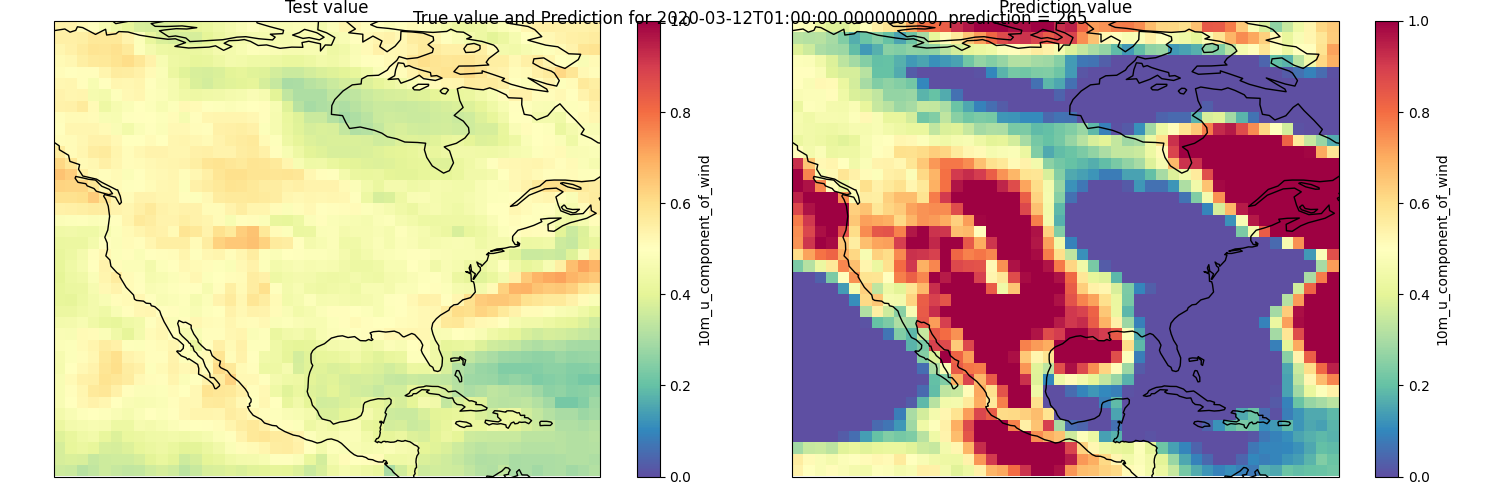 Test value
Prediction value
True value and Prediction for 2020-03-12T01:00:00.000000000, prediction = 265
1.0
0.8
0.6
0.4
0.2
0.0
10m_u_component_of_wind
1.0
0.8
0.6
0.4
0.2
0.0
10m_u_component_of_wind